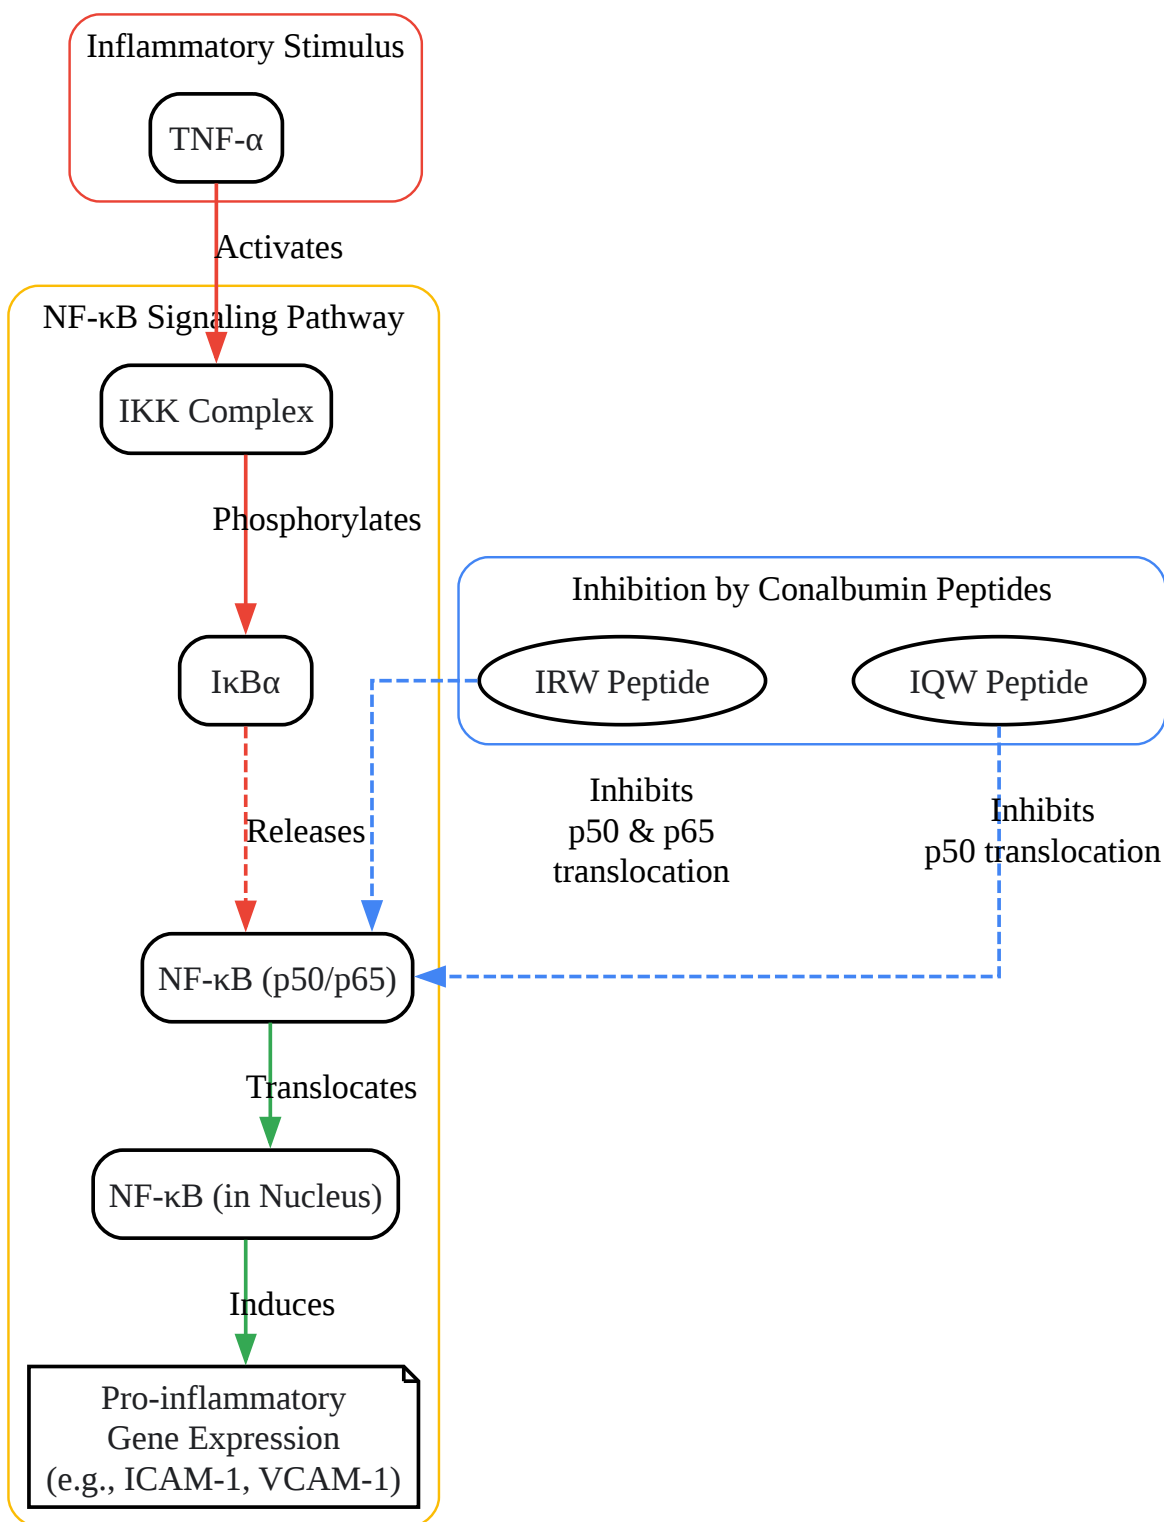 Inflammatory Stimulus
TNF-α
Activates
NF-κB Signaling Pathway
IKK Complex
Phosphorylates
Inhibition by Conalbumin Peptides
IκBα
IRW Peptide
IQW Peptide
Releases
Inhibits
p50 & p65
translocation
Inhibits
p50 translocation
NF-κB (p50/p65)
Translocates
NF-κB (in Nucleus)
Induces
Pro-inflammatory
Gene Expression
(e.g., ICAM-1, VCAM-1)